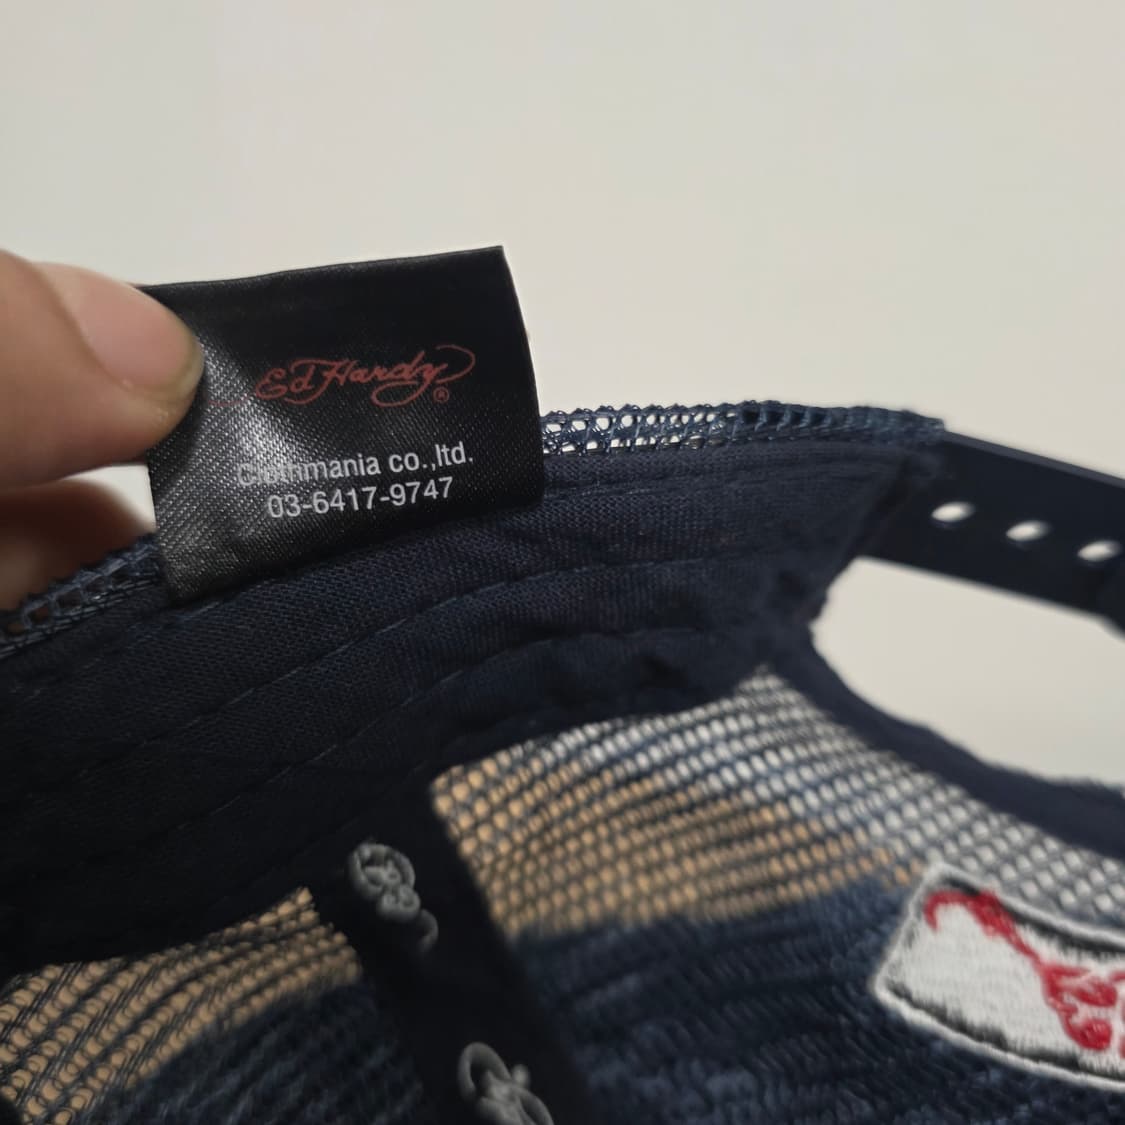 Ed Hardy ®
Clothmania co.,ltd.
03-6417-9747